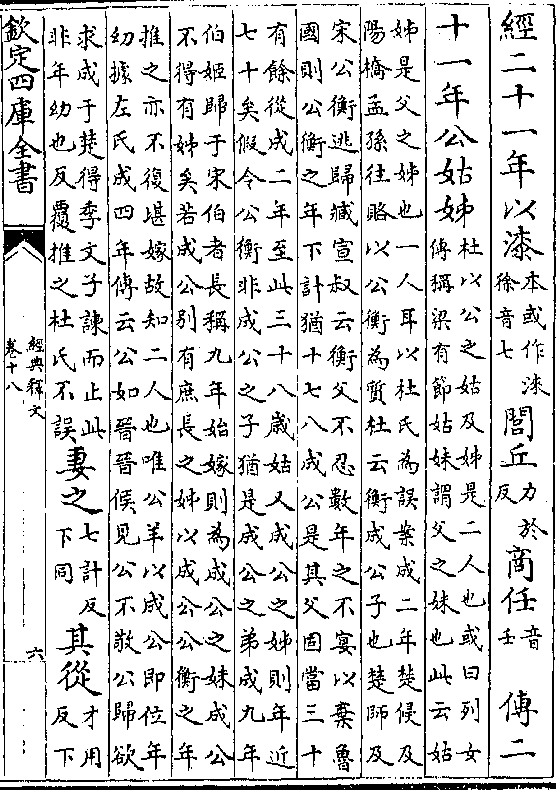 經二十一年以漆本或作㳍徐音七閭丘力於反商任音壬傳二
十一年公姑姊杜以公之姑及姊是二人也或曰列女傳稱梁有節姑妹謂父之妹也此云姑
姊是父之姊也一人耳以杜氏為誤案成二年楚候及陽橋孟孫往賂以公衡為質杜云衡成公子也楚師及
宋公衡逃歸臧宣叔云衡父不忍數年之不宴以棄魯國則公衡之年下計猶十七八成公是其父固當三十
有餘從成二年至此三十八歲姑又成公之姊則年近七十矣假令公衡非成公之子猶是成公之弟成九年
伯姬歸于宋伯者長稱九年始嫁則為成公之妹成公不得有姊矣若成公別有庶長之姊以成公公衡之年
推之亦不復堪嫁故知二人也唯公羊以成公即位年幼據左氏成四年傳云公如晉晉侯見公不敬公歸欲
求成于楚得季文子諫而止此非年幼也反覆推之杜氏不誤妻之七計反下同其從才用反下
欽定四庫全書
經典釋文
卷十八
六